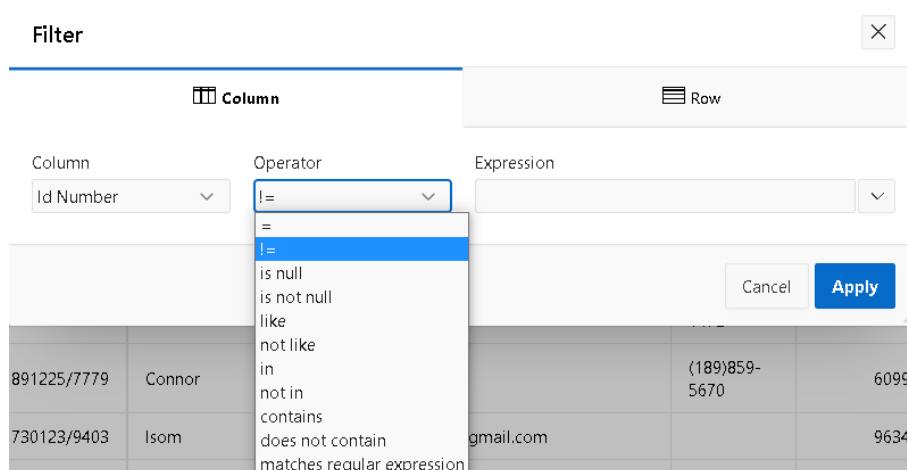 Filter
Column
Row
Column Operator Expression
Id Number != 
=
!=
is null
is not null
like
not like
in
not in
contains
does not contain
matches regular expression
Cancel Apply
891225/7779 Connor (189)859-
5670 6099
730123/9403 Isom gmail.com 9634